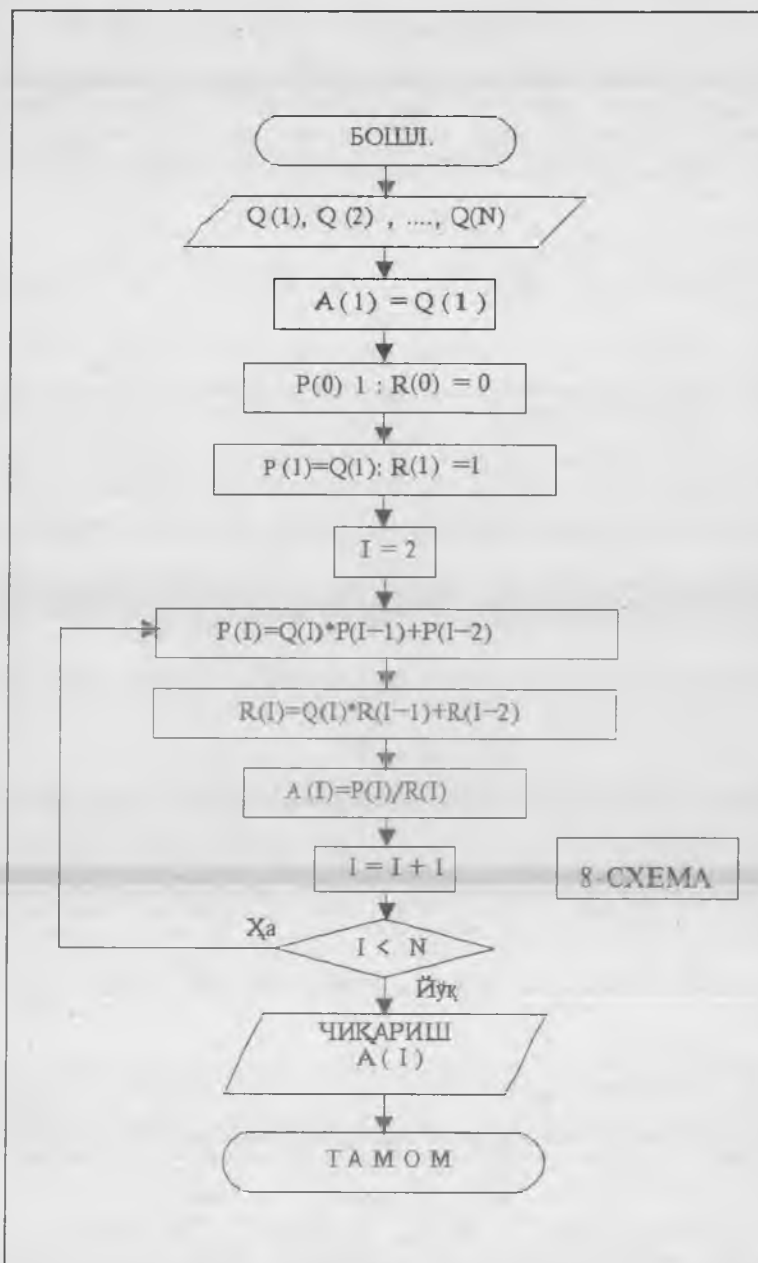 БОШЛ.
Q(1), Q(2) , ...., Q(N)
A(1) = Q(1)
P(0) 1 : R(0) = 0
P(1)=Q(1): R(1) =I
I = 2
P(I)=Q(I)*P(I-1)+P(I-2)
R(I)=Q(I)*R(I-1)+R(I-2)
A(I)=P(I)/R(I)
I = I + 1
8-СХЕМА
Ҳа
I < N
Йўқ
ЧИҚАРИШ
A(I)
ТАМОМ